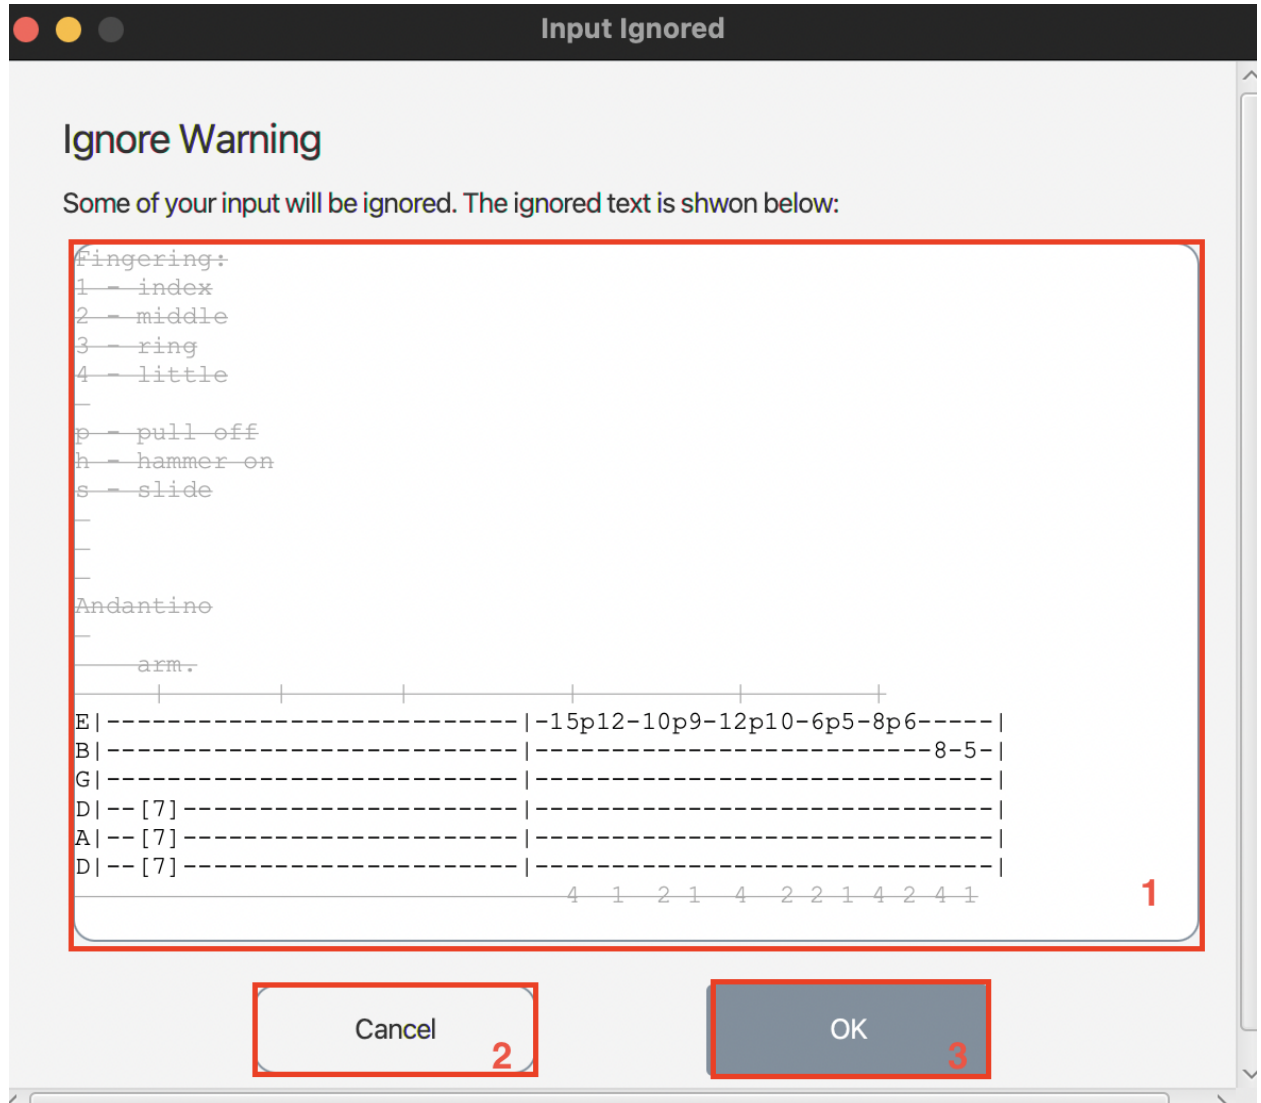 Input Ignored
Ignore Warning
Some of your input will be ignored. The ignored text is shwon below:
Fingering:
1 - index
2 - middle
3 - ring
4 - little
p - pull off
h - hammer on
s - slide
Andantino
arm.
|       |       |          |          |        |
E|---------------------------|-15p12-10p9-12p10-6p5-8p6-----|
B|---------------------------|--------------------------8-5-|
G|---------------------------|------------------------------|
D|--[7]----------------------|------------------------------|
A|--[7]----------------------|------------------------------|
D|--[7]----------------------|------------------------------|
4  1  2 1  4  2 2 1 4 2 4 1
1
Cancel 2
OK 3